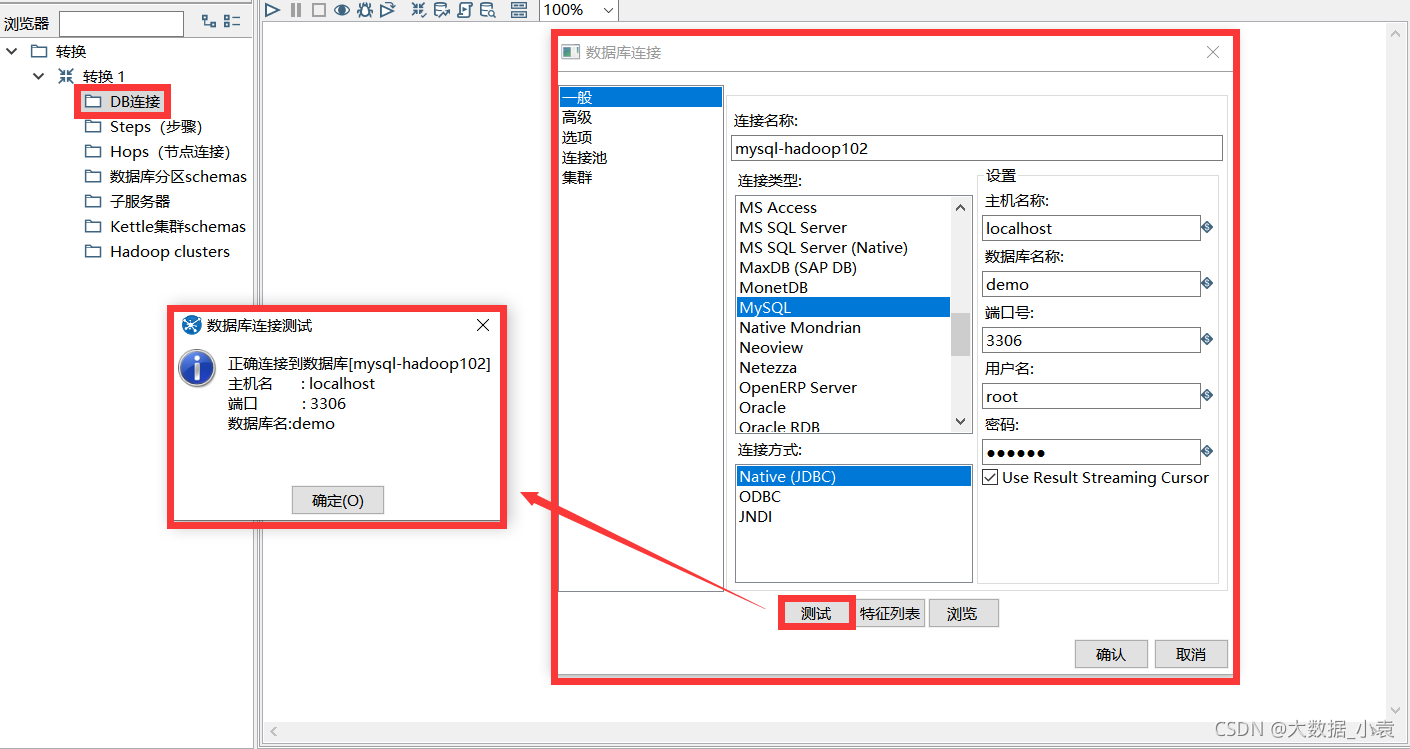 100%
浏览器
转换
转换 1
DB连接
Steps（步骤）
Hops（节点连接）
数据库分区schemas
子服务器
Kettle集群schemas
Hadoop clusters
数据库连接测试
正确连接到数据库[mysql-hadoop102]
主机名 : localhost
端口 : 3306
数据库名:demo
确定(O)
数据库连接
一般
高级
选项
连接池
集群
连接名称:
mysql-hadoop102
连接类型:
MS Access
MS SQL Server
MS SQL Server (Native)
MaxDB (SAP DB)
MonetDB
MySQL
Native Mondrian
Neoview
Netezza
OpenERP Server
Oracle
Oracle RDB
连接方式:
Native (JDBC)
ODBC
JNDI
设置
主机名称:
localhost
数据库名称:
demo
端口号:
3306
用户名:
root
密码:
●●●●●●
Use Result Streaming Cursor
测试 特征列表 浏览
确认 取消
CSDN @大数据_小袁